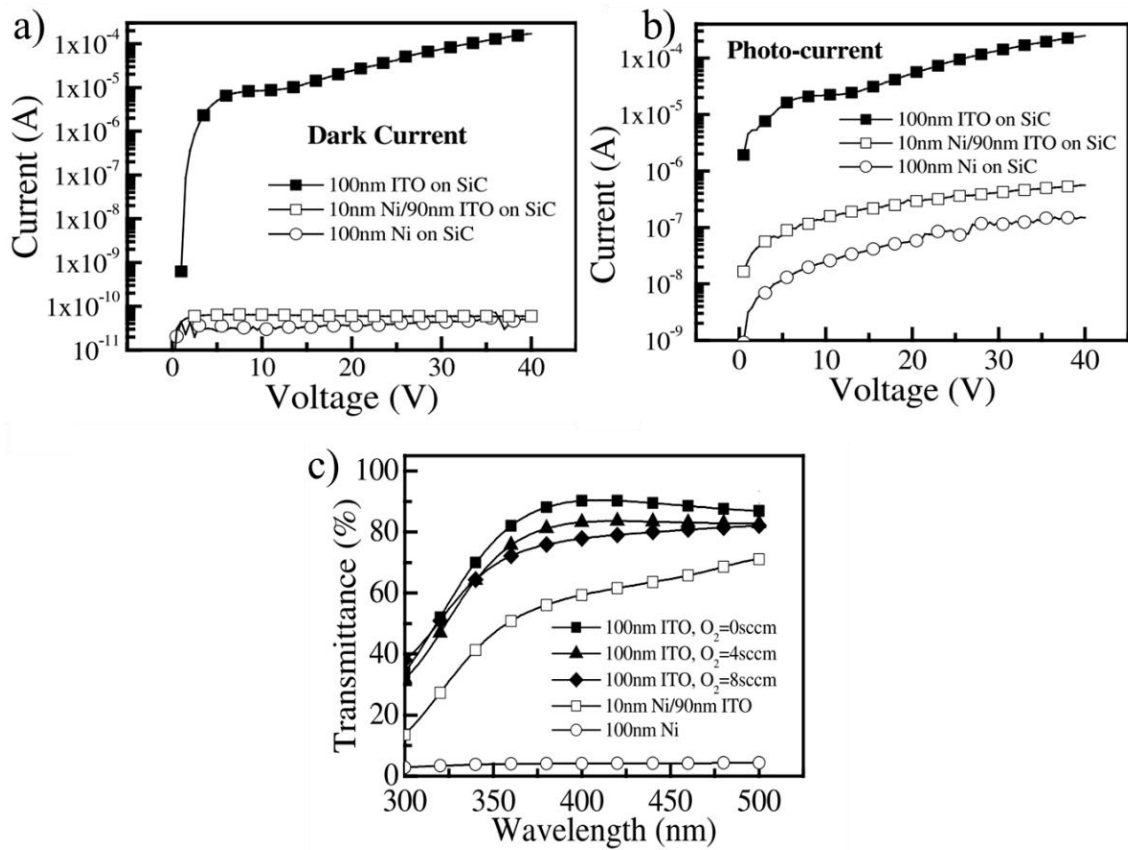 a)
Current (A)
1x10⁻⁴
1x10⁻⁵
1x10⁻⁶
1x10⁻⁷
1x10⁻⁸
1x10⁻⁹
1x10⁻¹⁰
10⁻¹¹
Dark Current
100nm ITO on SiC
10nm Ni/90nm ITO on SiC
100nm Ni on SiC
0 10 20 30 40
Voltage (V)
b)
Current (A)
1x10⁻⁴
1x10⁻⁵
1x10⁻⁶
1x10⁻⁷
1x10⁻⁸
10⁻⁹
Photo-current
100nm ITO on SiC
10nm Ni/90nm ITO on SiC
100nm Ni on SiC
0 10 20 30 40
Voltage (V)
c)
Transmittance (%)
100
80
60
40
20
0
100nm ITO, O₂=0sccm
100nm ITO, O₂=4sccm
100nm ITO, O₂=8sccm
10nm Ni/90nm ITO
100nm Ni
300 350 400 450 500
Wavelength (nm)